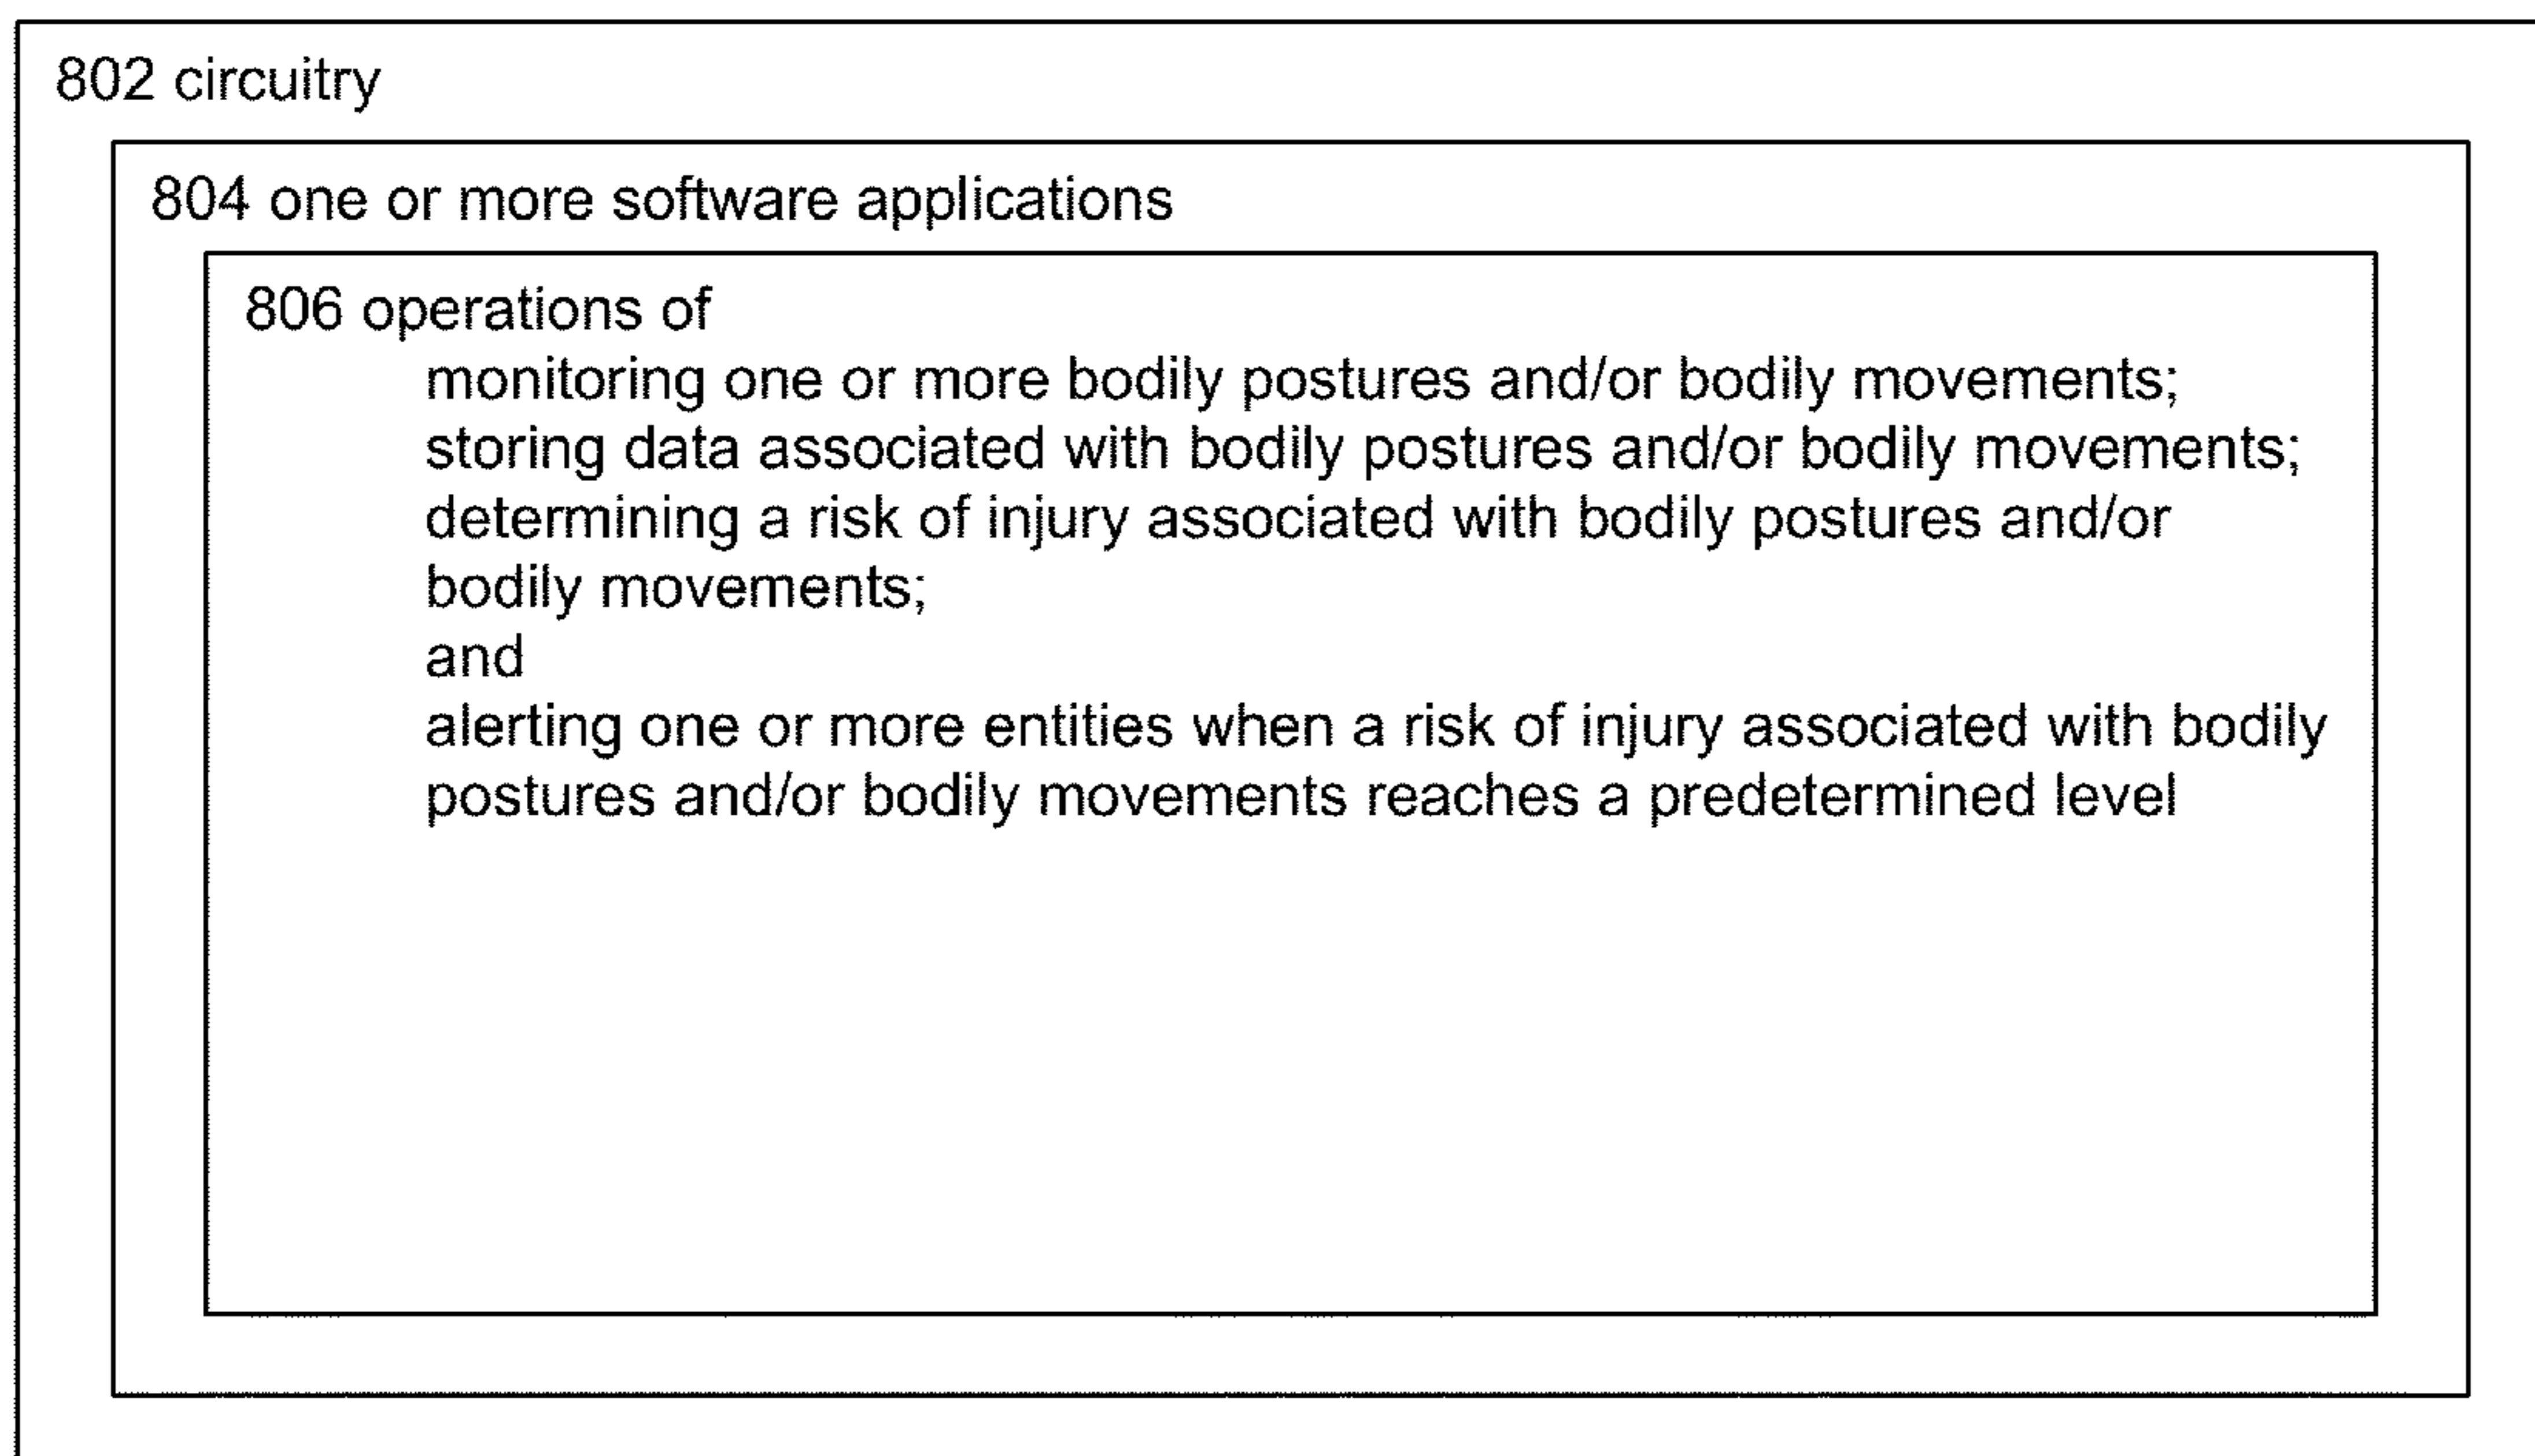 802 circuitry
804 one or more software applications
806 operations of
monitoring one or more bodily postures and/or bodily movements;
storing data associated with bodily postures and/or bodily movements;
determining a risk of injury associated with bodily postures and/or
bodily movements;
and
alerting one or more entities when a risk of injury associated with bodily
postures and/or bodily movements reaches a predetermined level